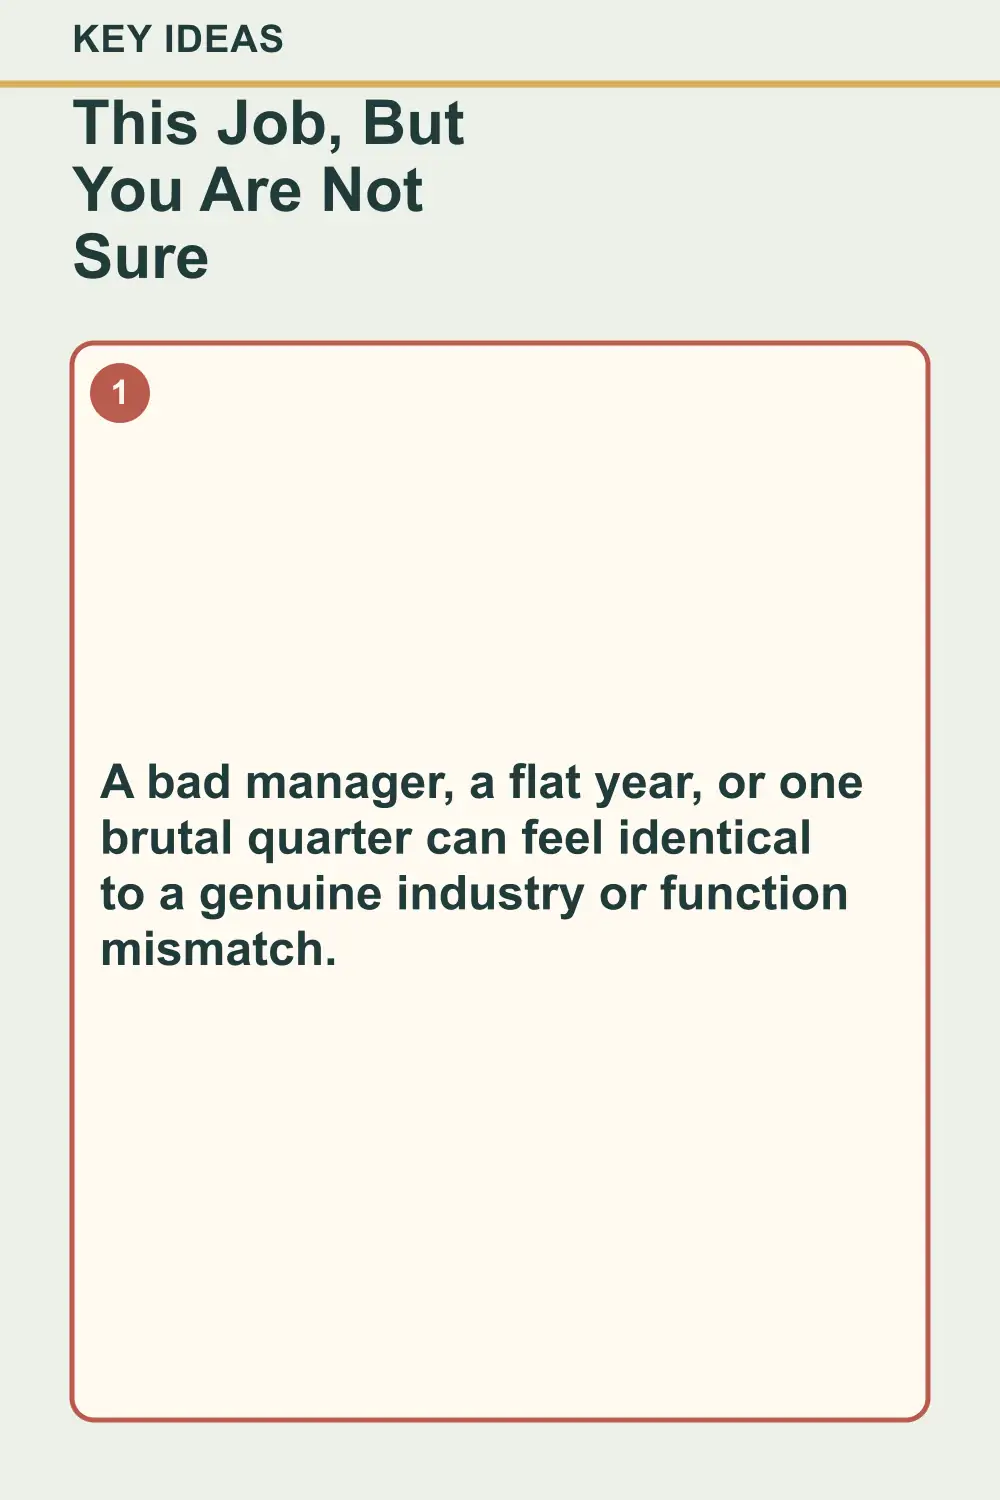 KEY IDEAS
This Job, But
You Are Not
Sure
1
A bad manager, a flat year, or one
brutal quarter can feel identical
to a genuine industry or function
mismatch.